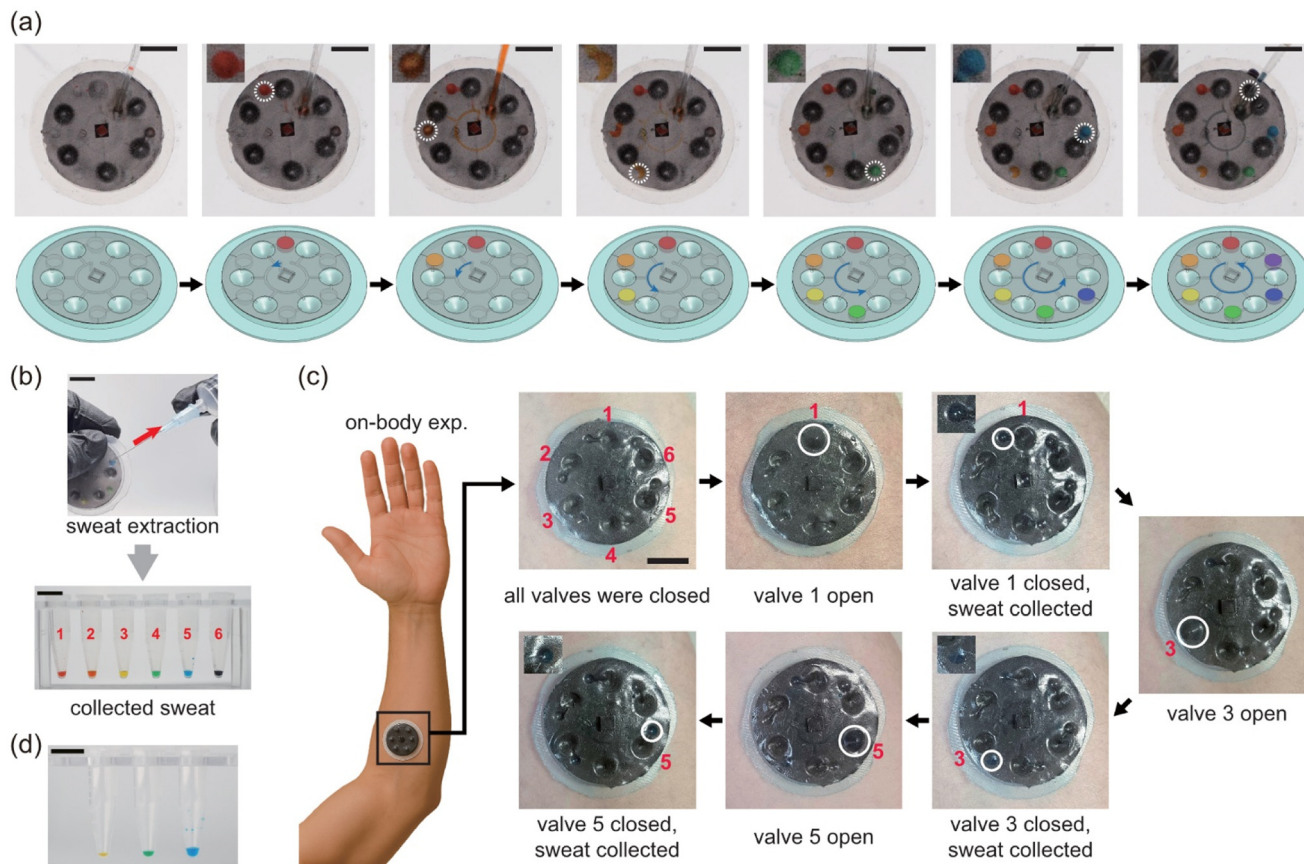 (a)
(b)
sweat extraction
1 2 3 4 5 6
collected sweat
(c)
on-body exp.
1
2
6
3
5
4
all valves were closed
1
valve 1 open
1
valve 1 closed,
sweat collected
3
valve 3 open
3
valve 3 closed,
sweat collected
5
valve 5 open
5
valve 5 closed,
sweat collected
(d)